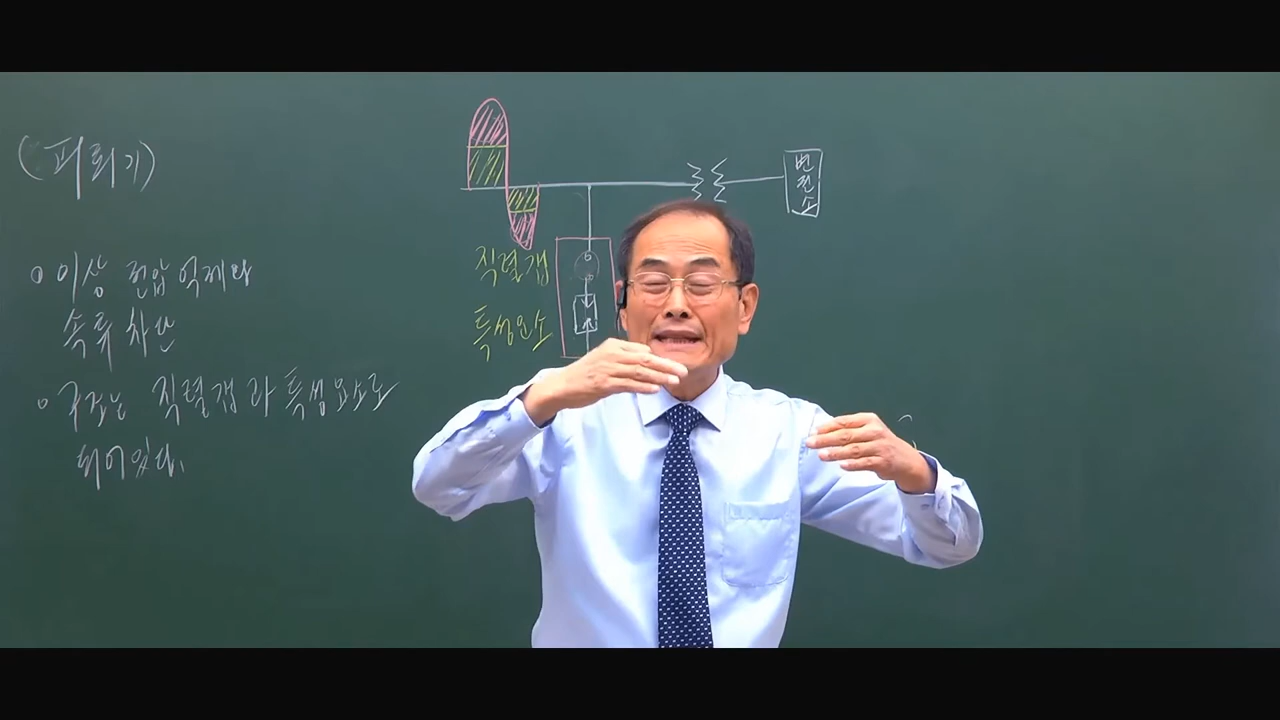 (피뢰기)
변전소
직렬갭
특성요소
○ 이상 전압 억제와
속류 차단
○ 구조는 직렬갭과 특성요소로
되어있다.